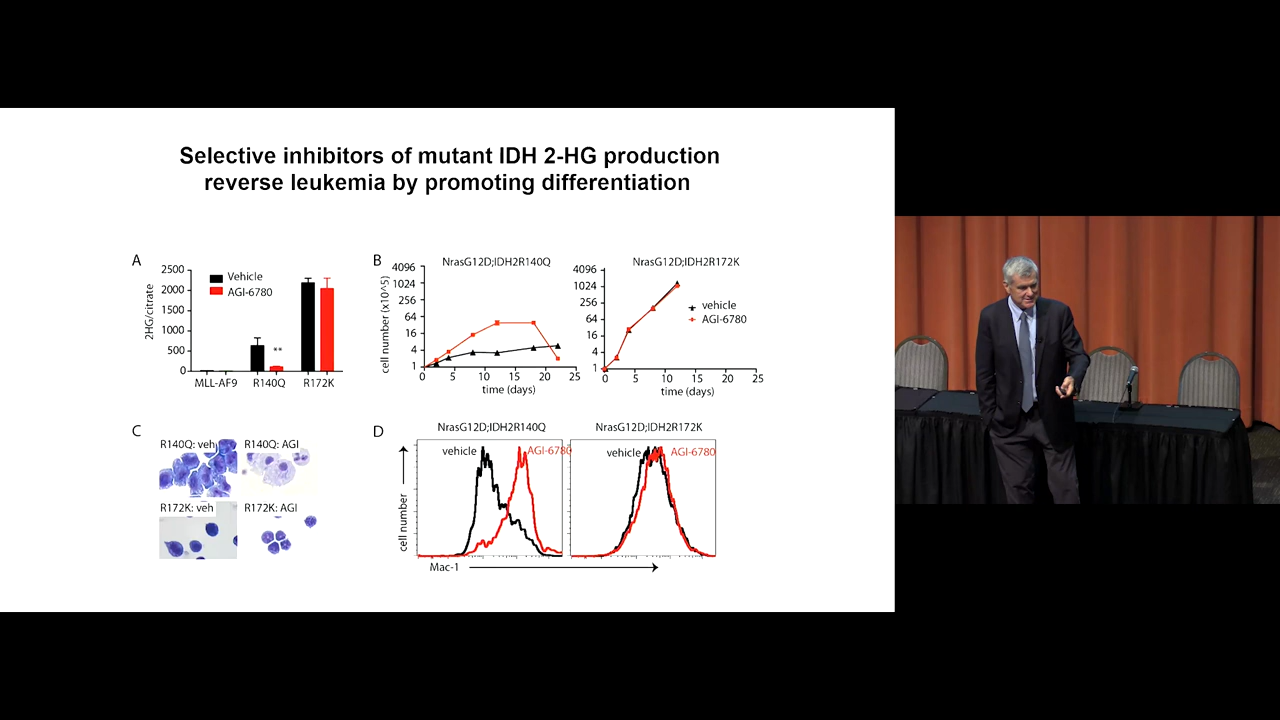 Selective inhibitors of mutant IDH 2-HG production
reverse leukemia by promoting differentiation
A
2HG/citrate
2500
2000
1500
1000
500
0
Vehicle
AGI-6780
**
MLL-AF9 R140Q R172K
B
NrasG12D;IDH2R140Q
cell number (x10^5)
4096
1024
256
64
16
4
1
0 5 10 15 20 25
time (days)
NrasG12D;IDH2R172K
4096
1024
256
64
16
4
1
0 5 10 15 20 25
time (days)
vehicle
AGI-6780
C
R140Q: veh R140Q: AGI
R172K: veh R172K: AGI
D
NrasG12D;IDH2R140Q NrasG12D;IDH2R172K
cell number
vehicle AGI-6780
vehicle AGI-6780
Mac-1